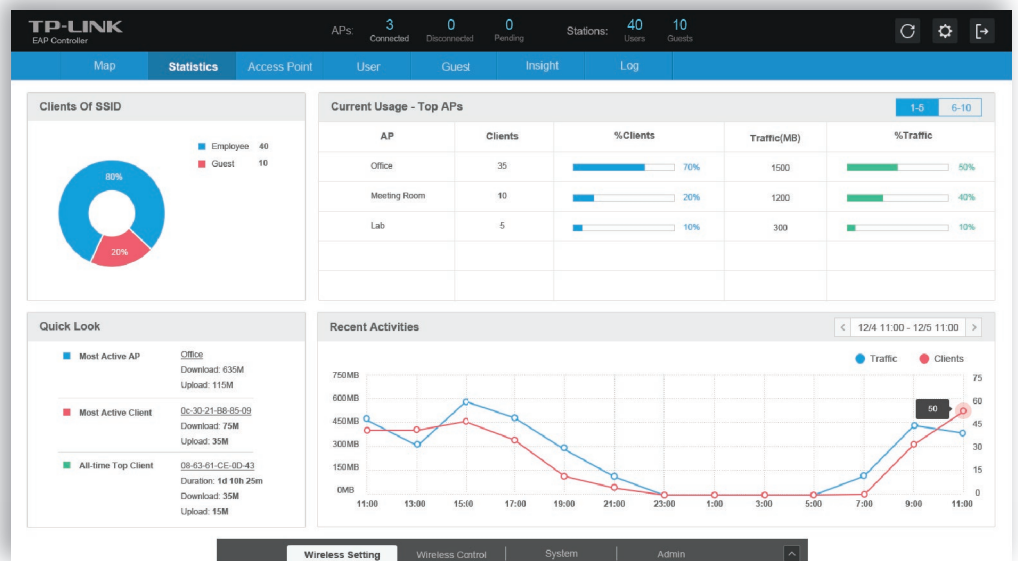 TP-LINK
EAP Controller
APs: 3 Connected 0 Disconnected 0 Pending Stations: 40 Users 10 Guests
Map Statistics Access Point User Guest Insight Log
Clients Of SSID
Employee 40
Guest 10
80%
20%
Current Usage - Top APs 1-5 6-10
AP Clients %Clients Traffic(MB) %Traffic
Office 35 70% 1500 50%
Meeting Room 10 20% 1200 40%
Lab 5 10% 300 10%
Quick Look
Most Active AP Office
Download: 635M
Upload: 115M
Most Active Client 0c-30-21-B8-85-09
Download: 75M
Upload: 35M
All-time Top Client 08-63-61-CE-0D-43
Duration: 1d 10h 25m
Download: 35M
Upload: 15M
Recent Activities < 12/4 11:00 - 12/5 11:00 >
Traffic Clients
750MB 75
600MB 60
50
450MB 45
300MB 30
150MB 15
0MB 0
11:00 13:00 15:00 17:00 19:00 21:00 23:00 1:00 3:00 5:00 7:00 9:00 11:00
Wireless Setting Wireless Control System Admin